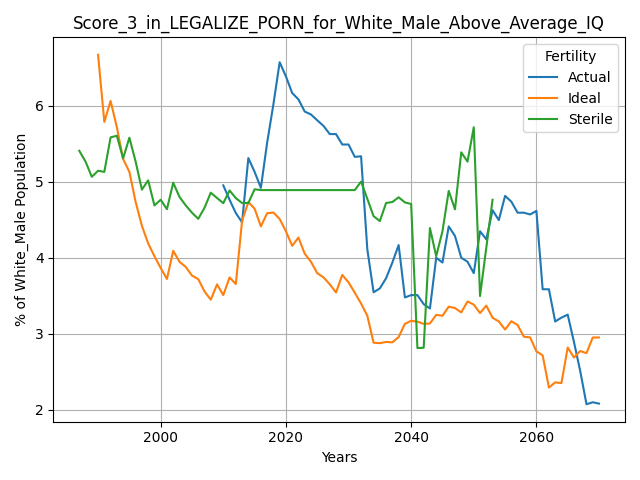 Score_3_in_LEGALIZE_PORN_for_White_Male_Above_Average_IQ
Fertility
Actual
Ideal
Sterile
% of White_Male Population
6
5
4
3
2
2000 2020 2040 2060
Years